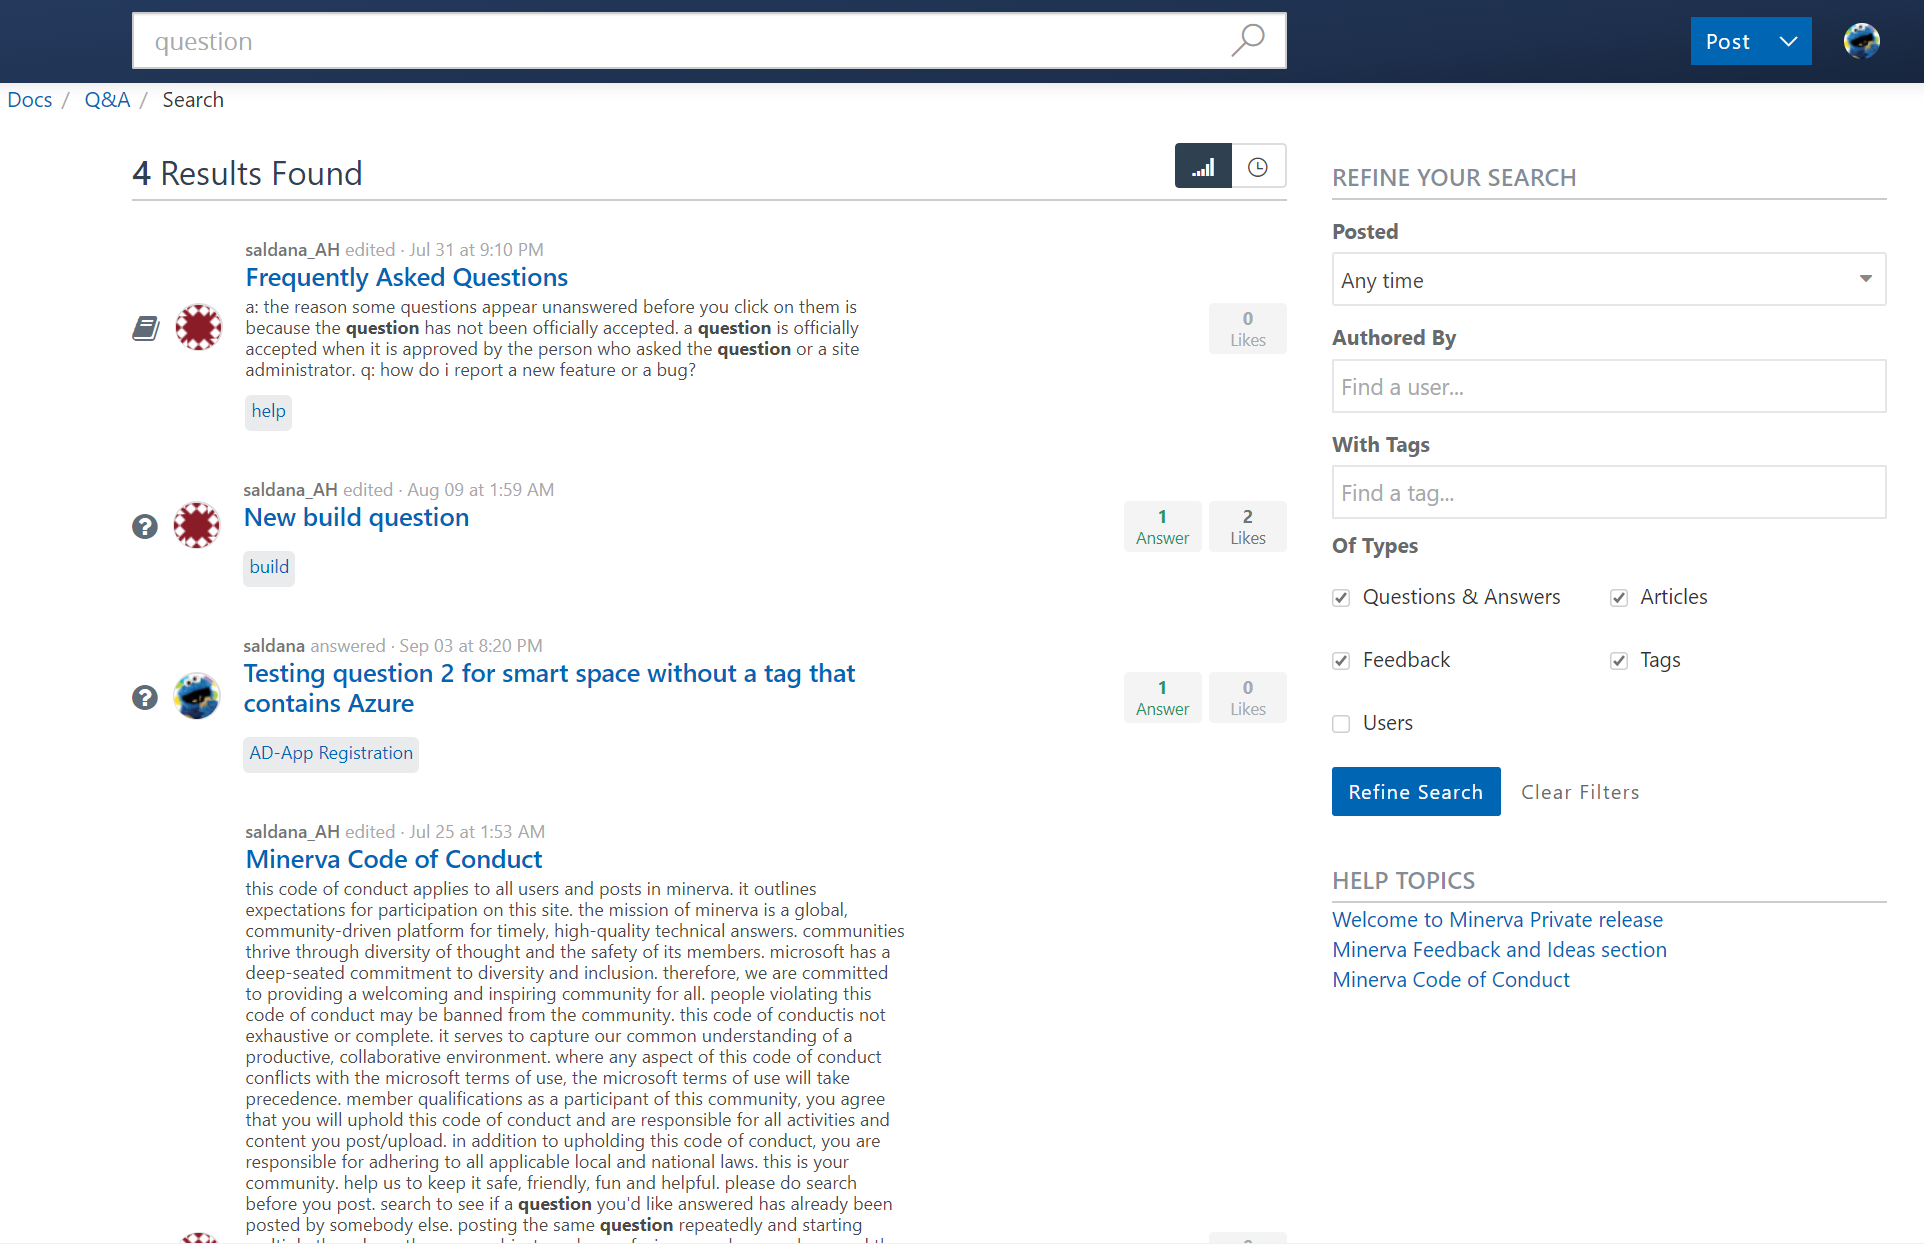 question
Post
Docs / Q&A / Search
4 Results Found
saldana_AH edited · Jul 31 at 9:10 PM
Frequently Asked Questions
a: the reason some questions appear unanswered before you click on them is
because the question has not been officially accepted. a question is officially
accepted when it is approved by the person who asked the question or a site
administrator. q: how do i report a new feature or a bug?
0
Likes
help
saldana_AH edited · Aug 09 at 1:59 AM
New build question
1
Answer
2
Likes
build
saldana answered · Sep 03 at 8:20 PM
Testing question 2 for smart space without a tag that
contains Azure
1
Answer
0
Likes
AD-App Registration
saldana_AH edited · Jul 25 at 1:53 AM
Minerva Code of Conduct
this code of conduct applies to all users and posts in minerva. it outlines
expectations for participation on this site. the mission of minerva is a global,
community-driven platform for timely, high-quality technical answers. communities
thrive through diversity of thought and the safety of its members. microsoft has a
deep-seated commitment to diversity and inclusion. therefore, we are committed
to providing a welcoming and inspiring community for all. people violating this
code of conduct may be banned from the community. this code of conductis not
exhaustive or complete. it serves to capture our common understanding of a
productive, collaborative environment. where any aspect of this code of conduct
conflicts with the microsoft terms of use, the microsoft terms of use will take
precedence. member qualifications as a participant of this community, you agree
that you will uphold this code of conduct and are responsible for all activities and
content you post/upload. in addition to upholding this code of conduct, you are
responsible for adhering to all applicable local and national laws. this is your
community. help us to keep it safe, friendly, fun and helpful. please do search
before you post. search to see if a question you'd like answered has already been
posted by somebody else. posting the same question repeatedly and starting
REFINE YOUR SEARCH
Posted
Any time
Authored By
Find a user...
With Tags
Find a tag...
Of Types
Questions & Answers
Articles
Feedback
Tags
Users
Refine Search
Clear Filters
HELP TOPICS
Welcome to Minerva Private release
Minerva Feedback and Ideas section
Minerva Code of Conduct